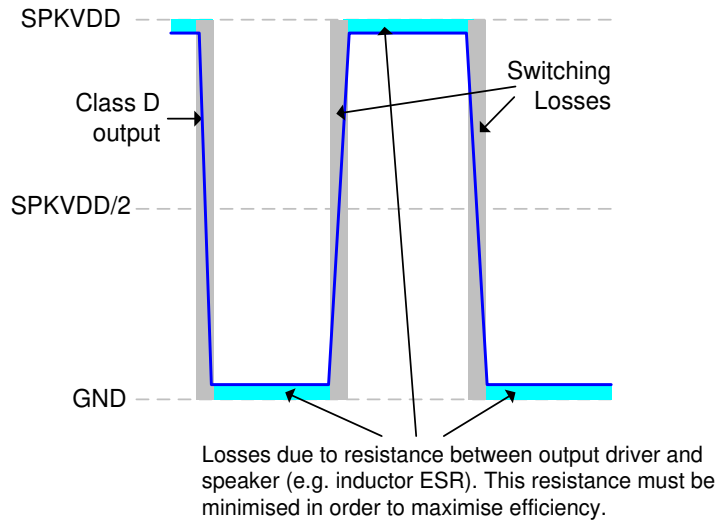 SPKVDD
Switching
Losses
Class D
output
SPKVDD/2
GND
Losses due to resistance between output driver and
speaker (e.g. inductor ESR). This resistance must be
minimised in order to maximise efficiency.